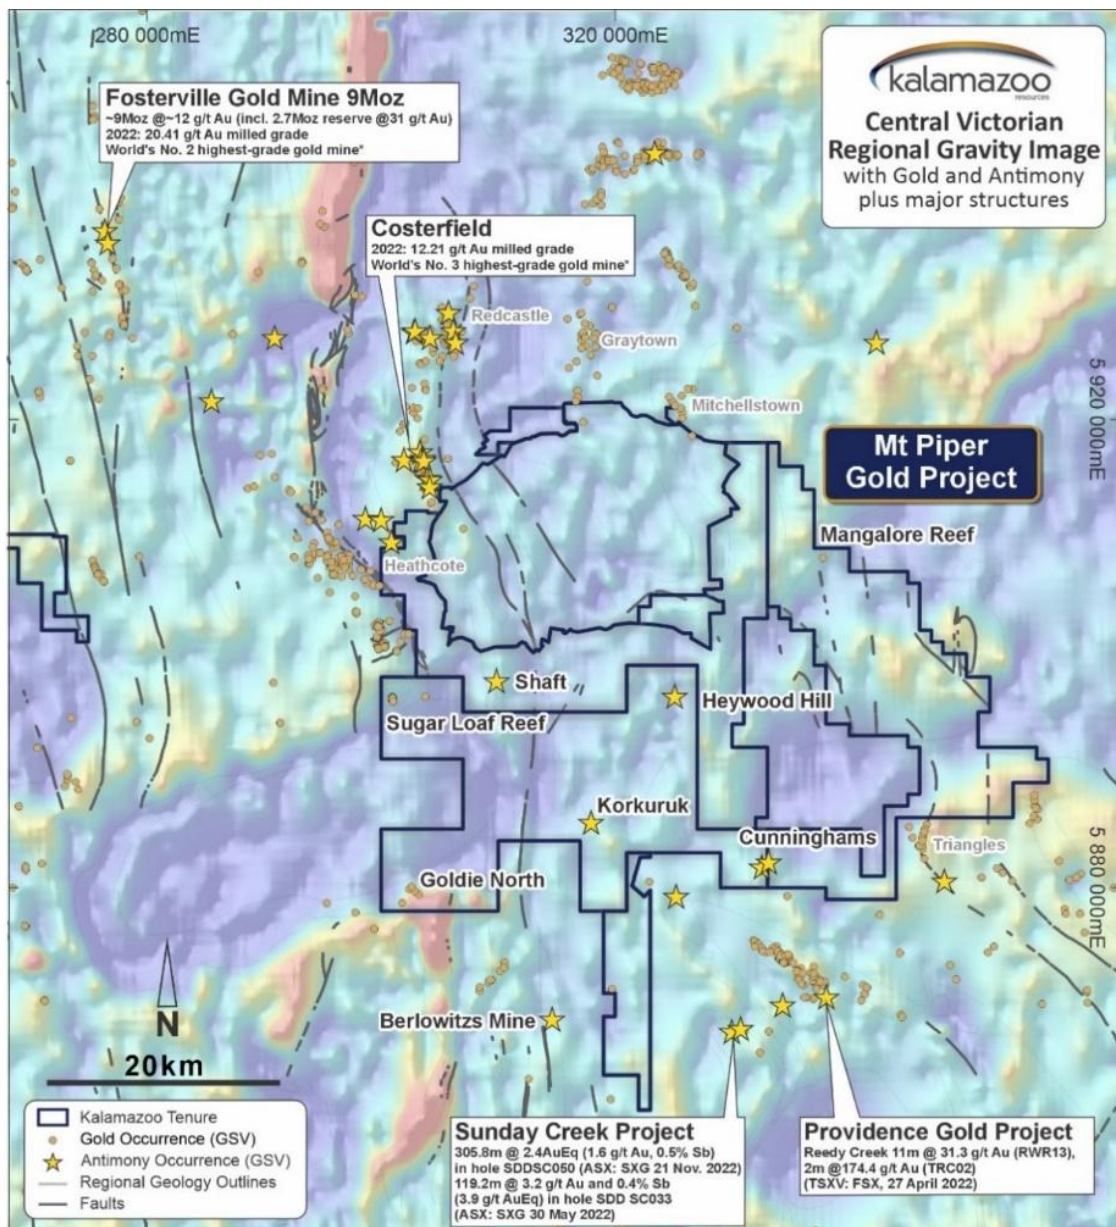 280 000mE
320 000mE
kalamazoo
resources
Central Victorian
Regional Gravity Image
with Gold and Antimony
plus major structures
Fosterville Gold Mine 9Moz
~9Moz @~12 g/t Au (incl. 2.7Moz reserve @31 g/t Au)
2022: 20.41 g/t Au milled grade
World's No. 2 highest-grade gold mine*
Costerfield
2022: 12.21 g/t Au milled grade
World's No. 3 highest-grade gold mine*
Redcastle
Graytown
Mitchellstown
5 920 000mE
Mt Piper
Gold Project
Mangalore Reef
Heathcote
Shaft
Heywood Hill
Sugar Loaf Reef
Korkuruk
Cunninghams
Triangles
5 880 000mE
Goldie North
Berlowitzs Mine
N
20km
Kalamazoo Tenure
Gold Occurrence (GSV)
Antimony Occurrence (GSV)
Regional Geology Outlines
Faults
Sunday Creek Project
305.8m @ 2.4AuEq (1.6 g/t Au, 0.5% Sb)
in hole SDDSC050 (ASX: SXG 21 Nov. 2022)
119.2m @ 3.2 g/t Au and 0.4% Sb
(3.9 g/t AuEq) in hole SDD SC033
(ASX: SXG 30 May 2022)
Providence Gold Project
Reedy Creek 11m @ 31.3 g/t Au (RWR13),
2m @174.4 g/t Au (TRC02)
(TSXV: FSX, 27 April 2022)